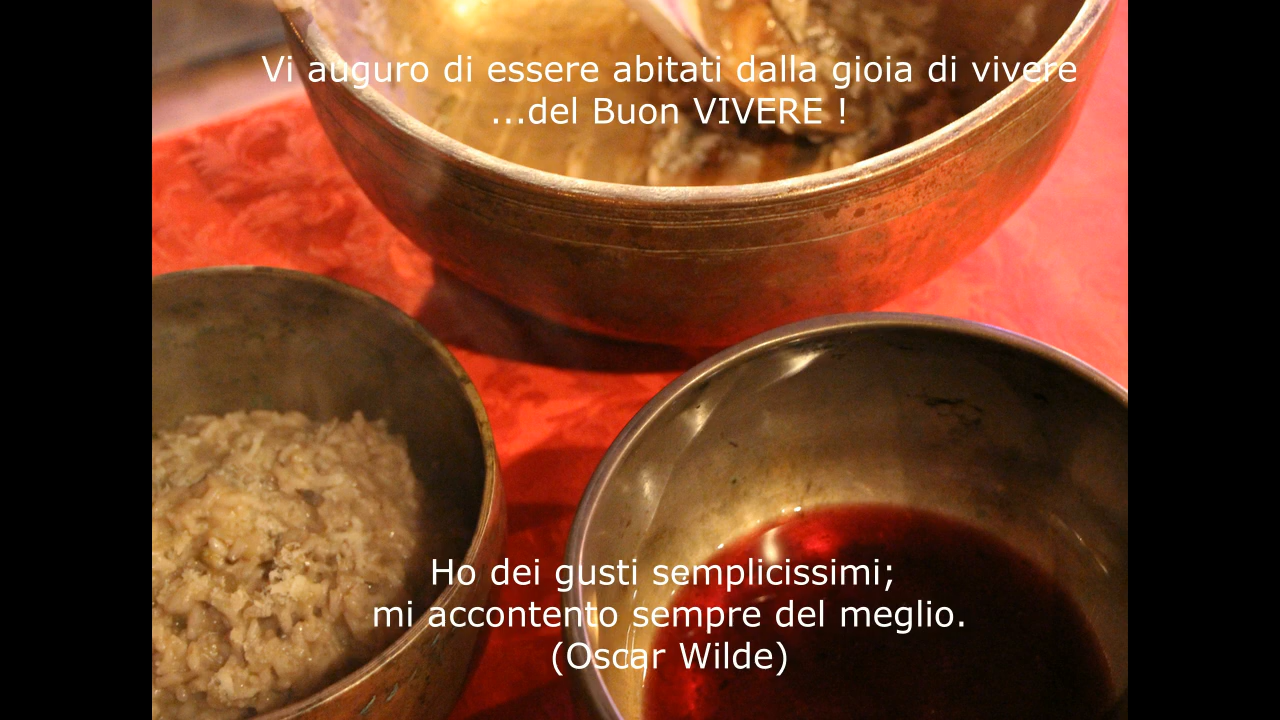 Vi auguro di essere abitati dalla gioia di vivere
...del Buon VIVERE !
Ho dei gusti semplicissimi;
mi accontento sempre del meglio.
(Oscar Wilde)